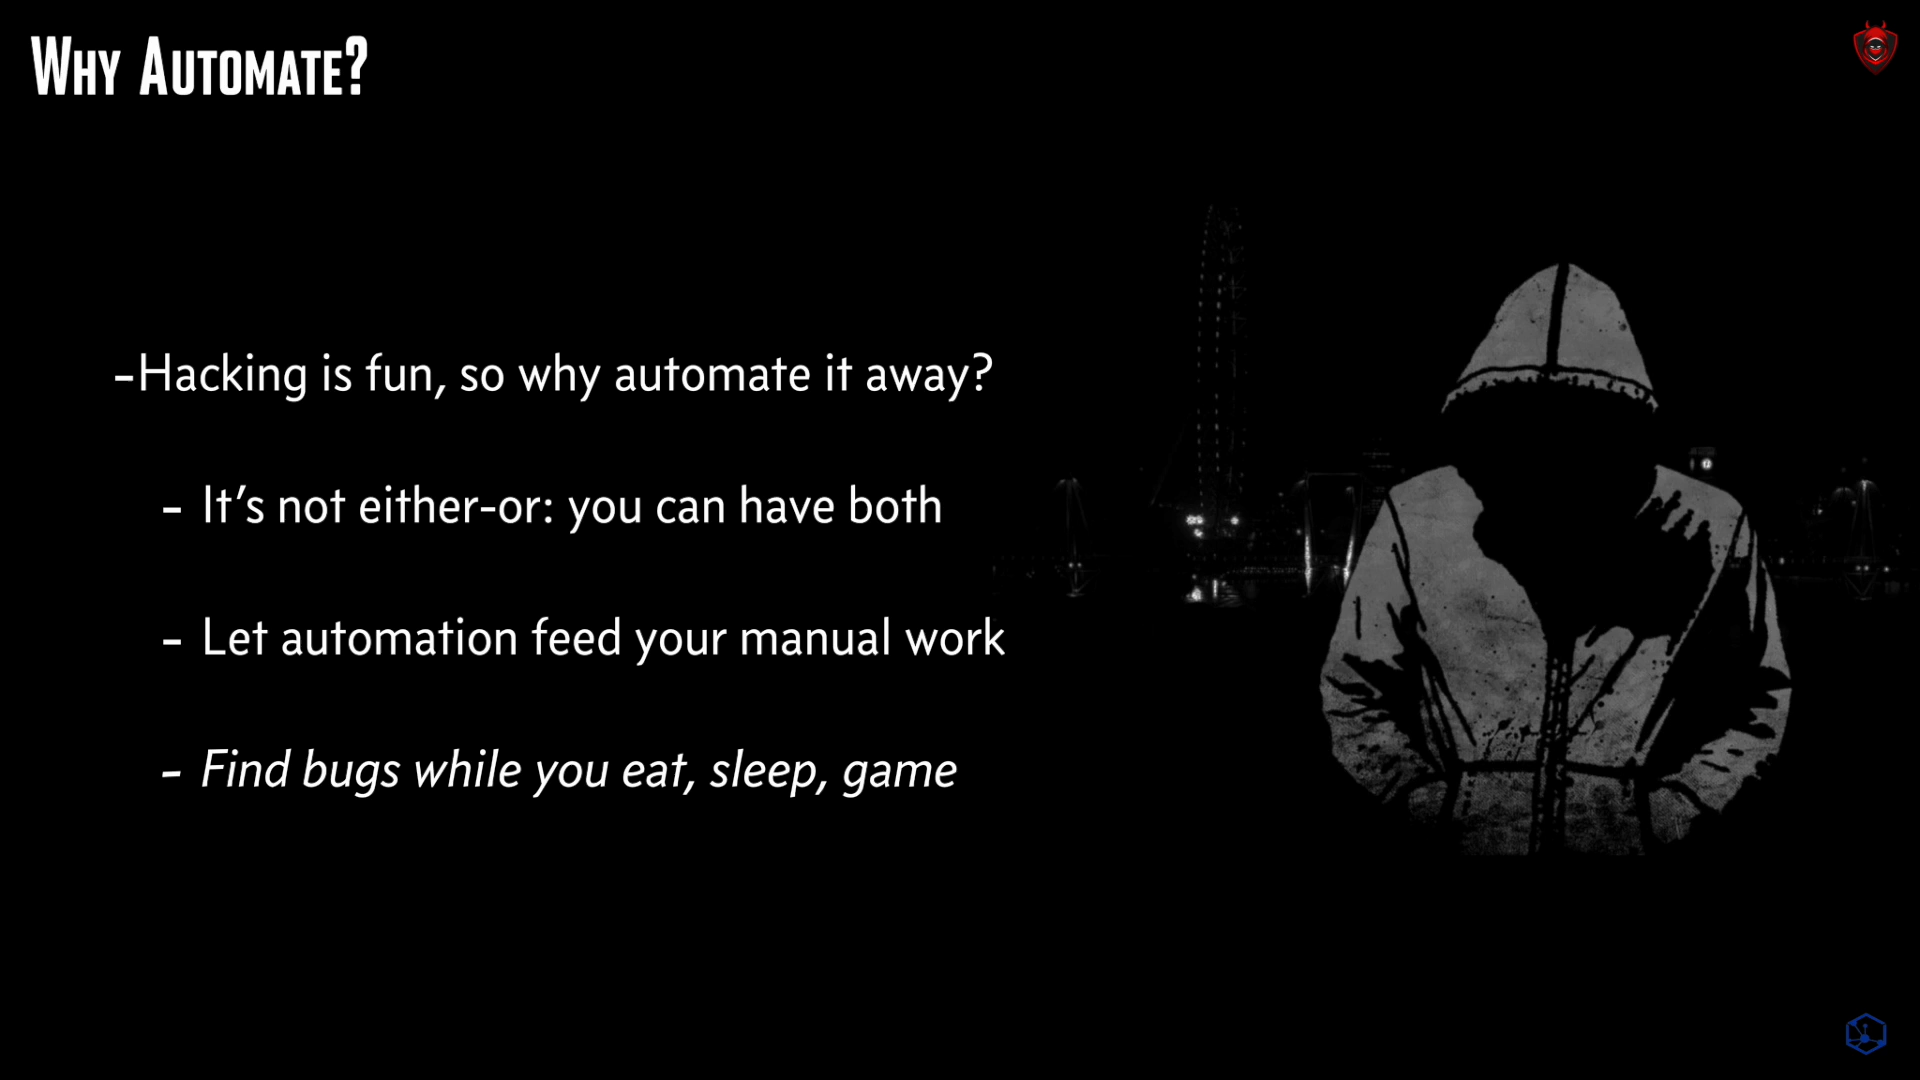 Why Automate?
-Hacking is fun, so why automate it away?
- It’s not either-or: you can have both
- Let automation feed your manual work
- Find bugs while you eat, sleep, game